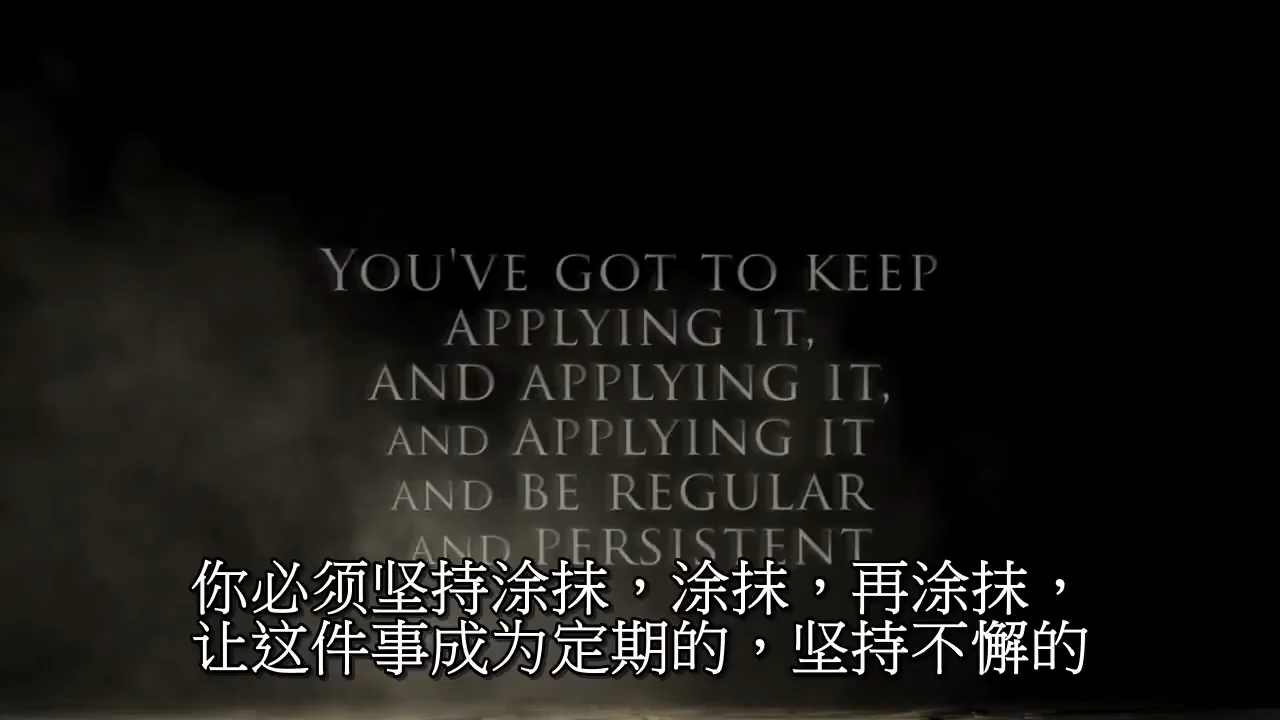 YOU'VE GOT TO KEEP
APPLYING IT,
AND APPLYING IT,
AND APPLYING IT
AND BE REGULAR
AND PERSISTENT
你必须坚持涂抹，涂抹，再涂抹，
让这件事成为定期的，坚持不懈的